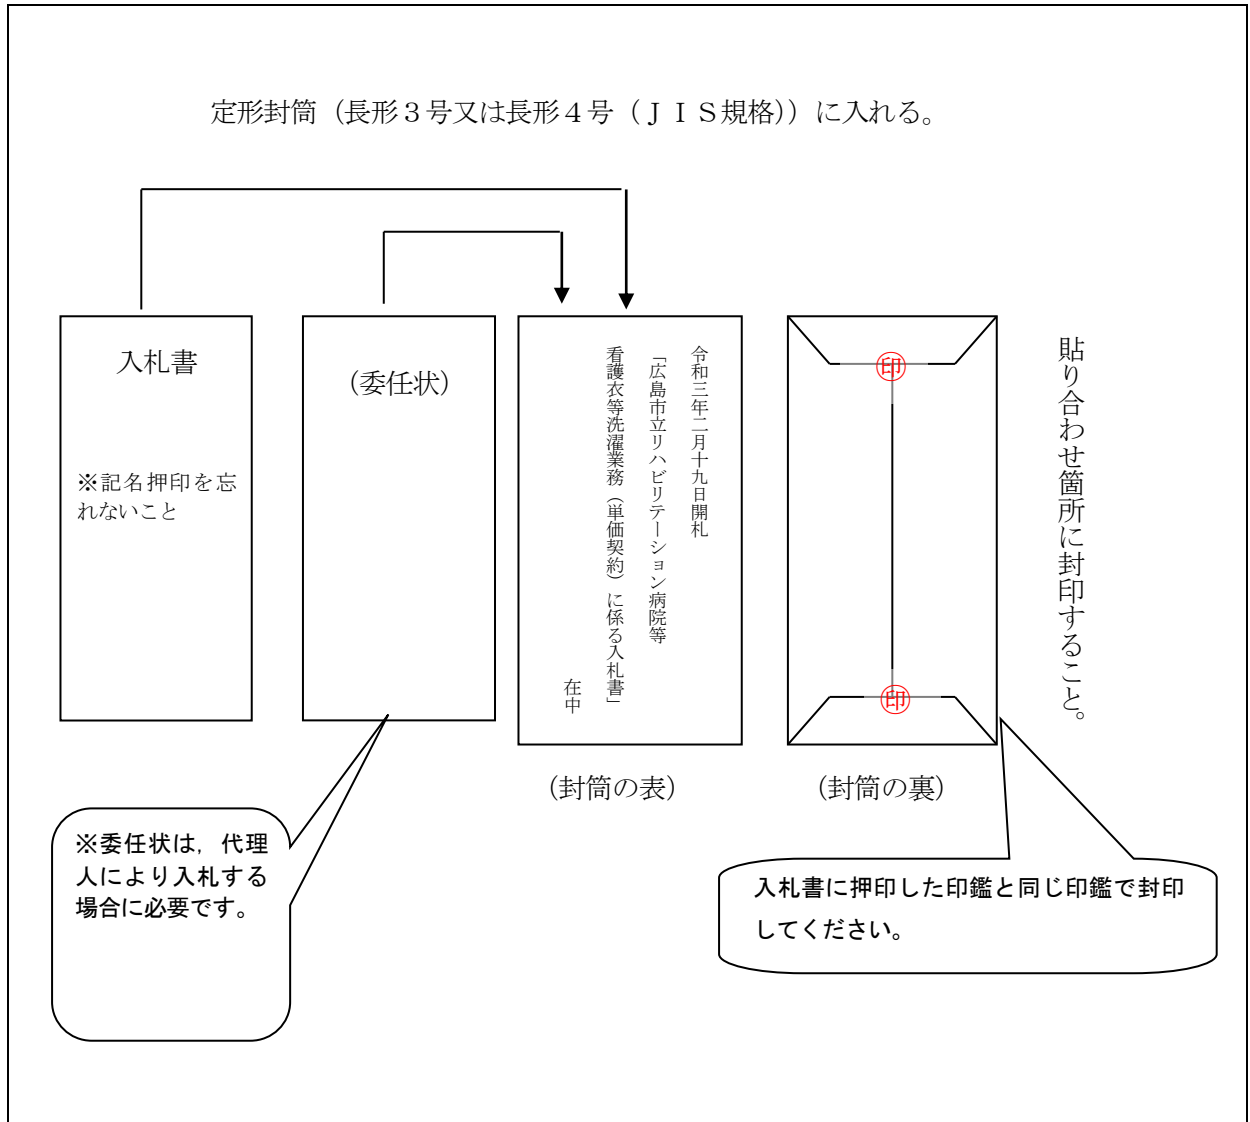 定形封筒（長形３号又は長形４号（ＪＩＳ規格））に入れる。
入札書
※記名押印を忘
れないこと
（委任状）
令和三年二月十九日開札
「広島市立リハビリテーション病院等
看護衣等洗濯業務（単価契約）に係る入札書」
在中
印
印
貼り合わせ箇所に封印すること。
（封筒の表）
（封筒の裏）
※委任状は，代理
人により入札する
場合に必要です。
入札書に押印した印鑑と同じ印鑑で封印
してください。